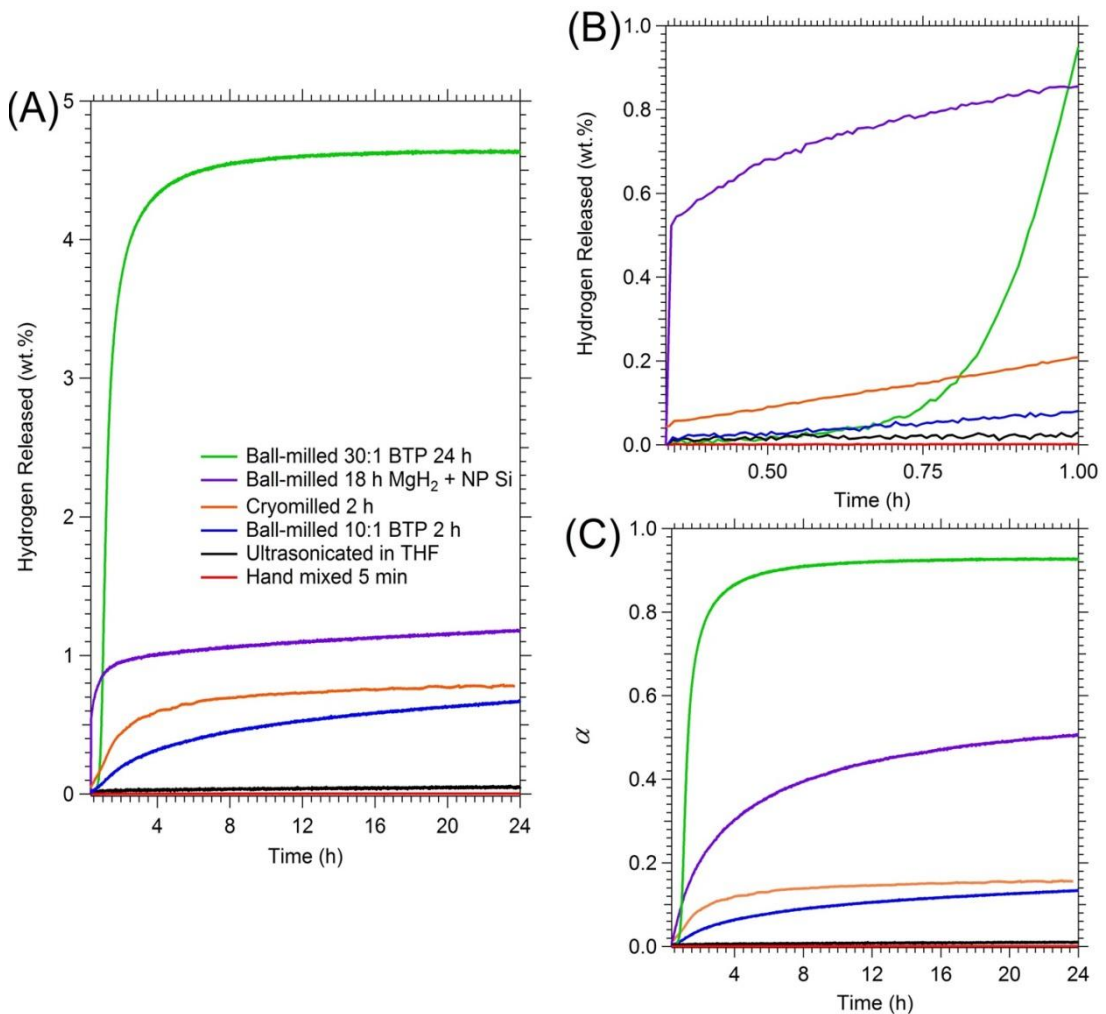 (A)
5
4
3
2
1
0
Hydrogen Released (wt.%)
Ball-milled 30:1 BTP 24 h
Ball-milled 18 h MgH₂ + NP Si
Cryomilled 2 h
Ball-milled 10:1 BTP 2 h
Ultrasonicated in THF
Hand mixed 5 min
4 8 12 16 20 24
Time (h)
(B)
1.0
0.8
0.6
0.4
0.2
0.0
Hydrogen Released (wt.%)
0.50 0.75 1.00
Time (h)
(C)
1.0
0.8
0.6
0.4
0.2
0.0
α
4 8 12 16 20 24
Time (h)